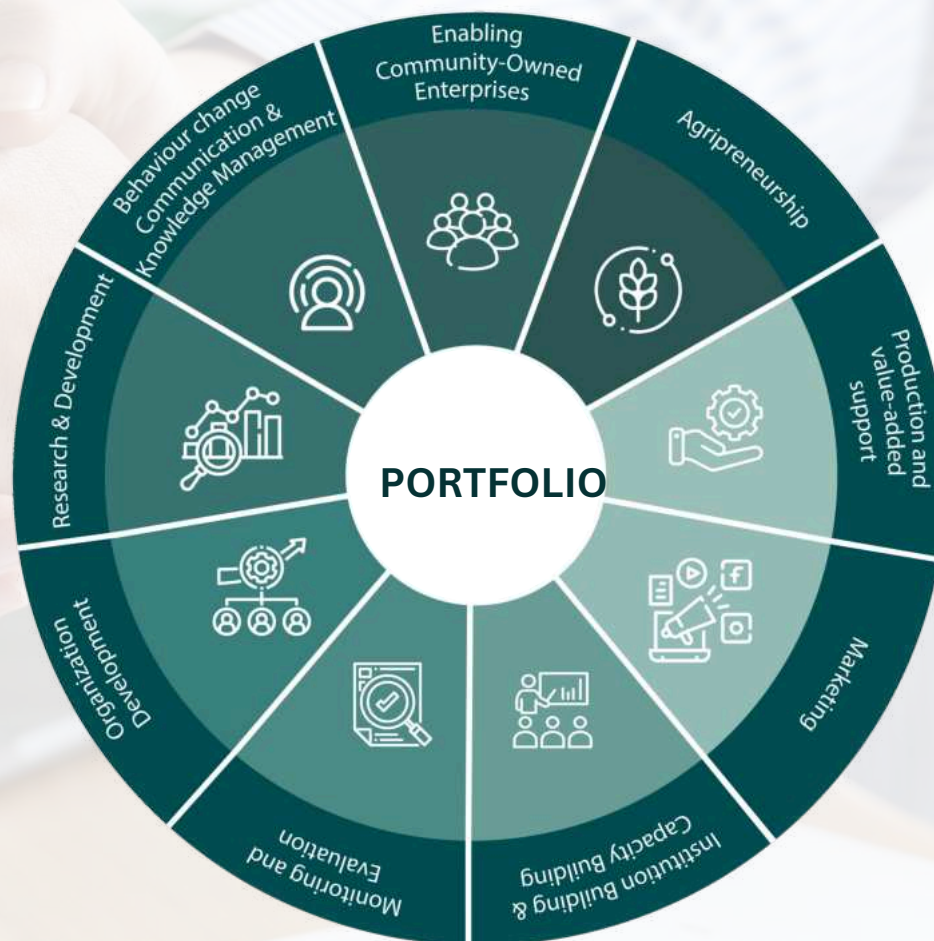 Enabling
Community-Owned
Enterprises
Agripreneurship
Production and
value-added
support
Marketing
Institution Building &
Capacity Building
Monitoring and
Evaluation
Organization
Development
Research & Development
Behaviour change
Communication &
Knowledge Management
PORTFOLIO
f